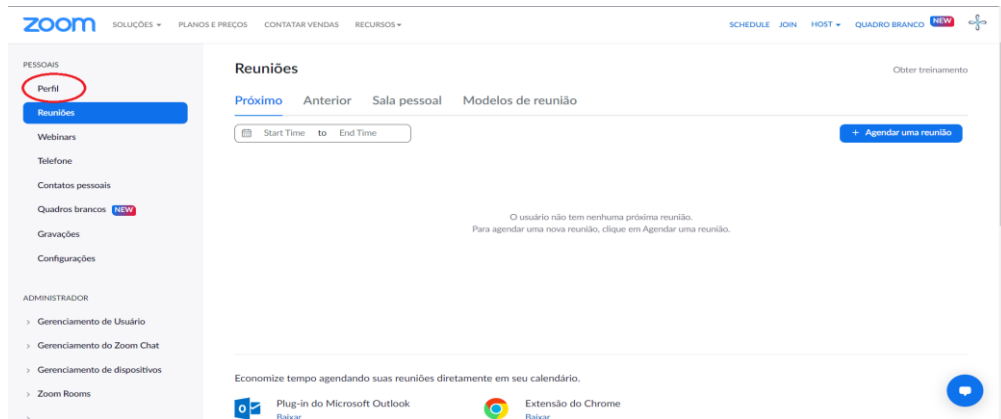 zoom SOLUÇÕES PLANOS E PREÇOS CONTATAR VENDAS RECURSOS SCHEDULE JOIN HOST QUADRO BRANCO NEW
PESSOAIS
Perfil
Reuniões
Webinars
Telefone
Contatos pessoais
Quadros brancos NEW
Gravações
Configurações
ADMINISTRADOR
Gerenciamento de Usuário
Gerenciamento do Zoom Chat
Gerenciamento de dispositivos
Zoom Rooms
Reuniões
Obter treinamento
Próximo Anterior Sala pessoal Modelos de reunião
Start Time to End Time
+ Agendar uma reunião
O usuário não tem nenhuma próxima reunião.
Para agendar uma nova reunião, clique em Agendar uma reunião.
Economize tempo agendando suas reuniões diretamente em seu calendário.
Plug-in do Microsoft Outlook
Baixar
Extensão do Chrome
Baixar